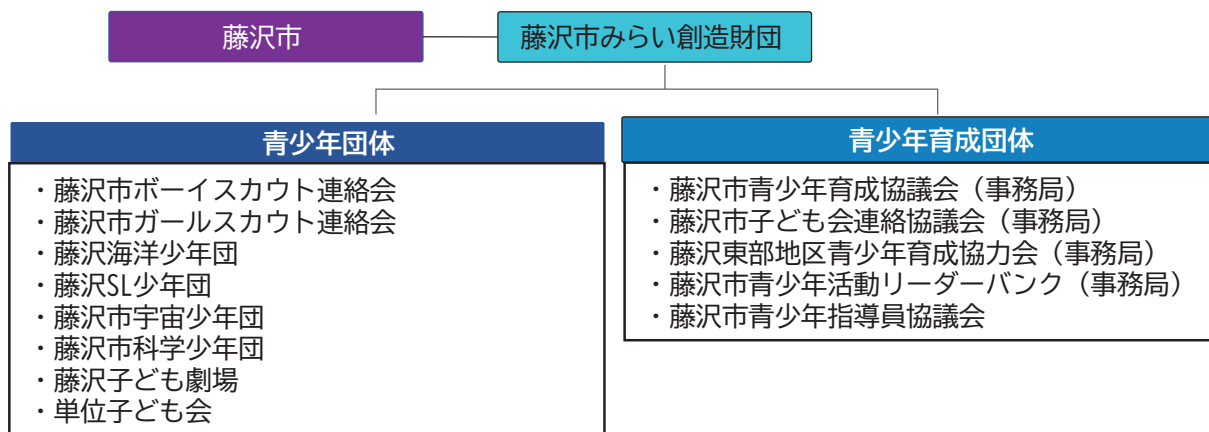 藤沢市
藤沢市みらい創造財団
青少年団体
・藤沢市ボーイスカウト連絡会
・藤沢市ガールスカウト連絡会
・藤沢海洋少年団
・藤沢SL少年団
・藤沢市宇宙少年団
・藤沢市科学少年団
・藤沢子ども劇場
・単位子ども会
青少年育成団体
・藤沢市青少年育成協議会（事務局）
・藤沢市子ども会連絡協議会（事務局）
・藤沢東部地区青少年育成協力会（事務局）
・藤沢市青少年活動リーダーバンク（事務局）
・藤沢市青少年指導員協議会